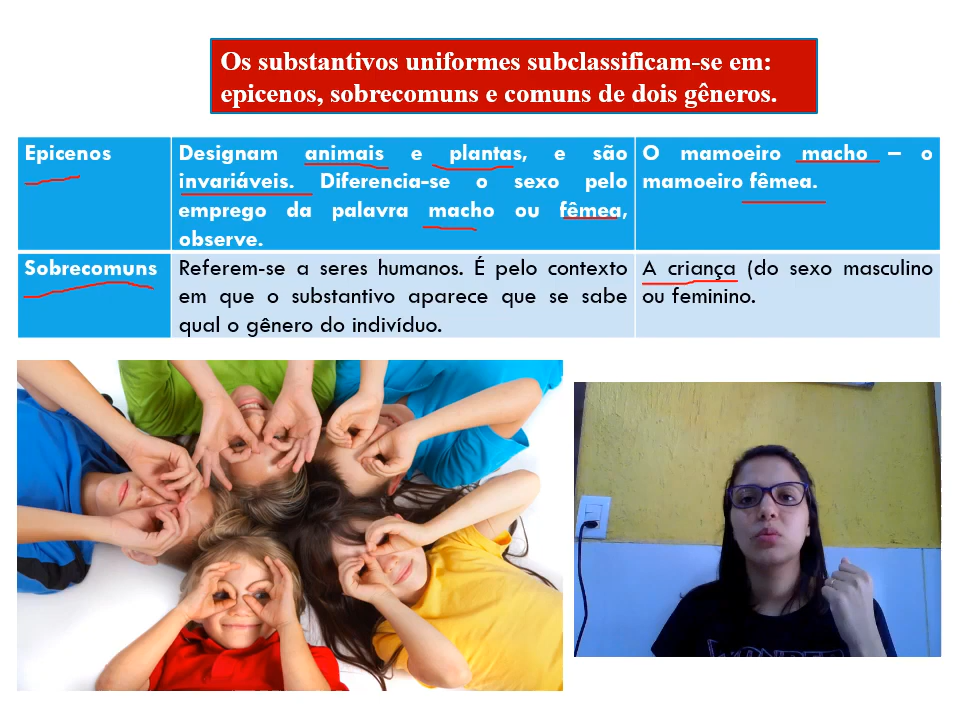 Os substantivos uniformes subclassificam-se em:
epicenos, sobrecomuns e comuns de dois gêneros.
Epicenos
Designam animais e plantas, e são
invariáveis. Diferencia-se o sexo pelo
emprego da palavra macho ou fêmea,
observe.
O mamoeiro macho – o
mamoeiro fêmea.
Sobrecomuns
Referem-se a seres humanos. É pelo contexto
em que o substantivo aparece que se sabe
qual o gênero do indivíduo.
A criança (do sexo masculino
ou feminino.